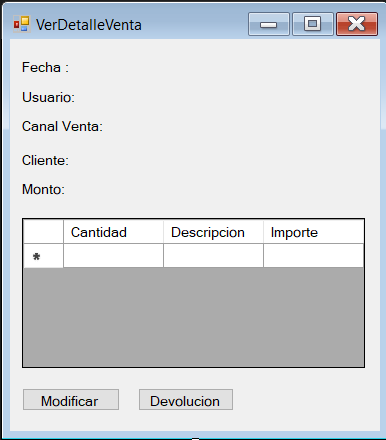 VerDetalleVenta
Fecha :
Usuario:
Canal Venta:
Cliente:
Monto:
Cantidad Descripcion Importe
*
Modificar Devolucion